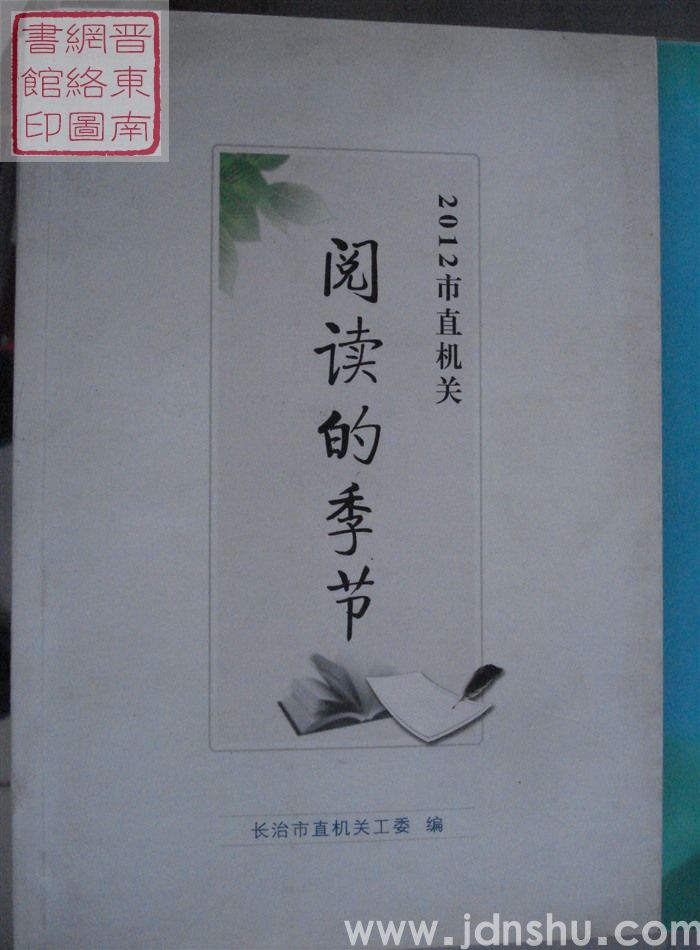 晋東南
網絡圖
書館印
2012市直机关
阅读的季节
长治市直机关工委 编
www.jdnshu.com